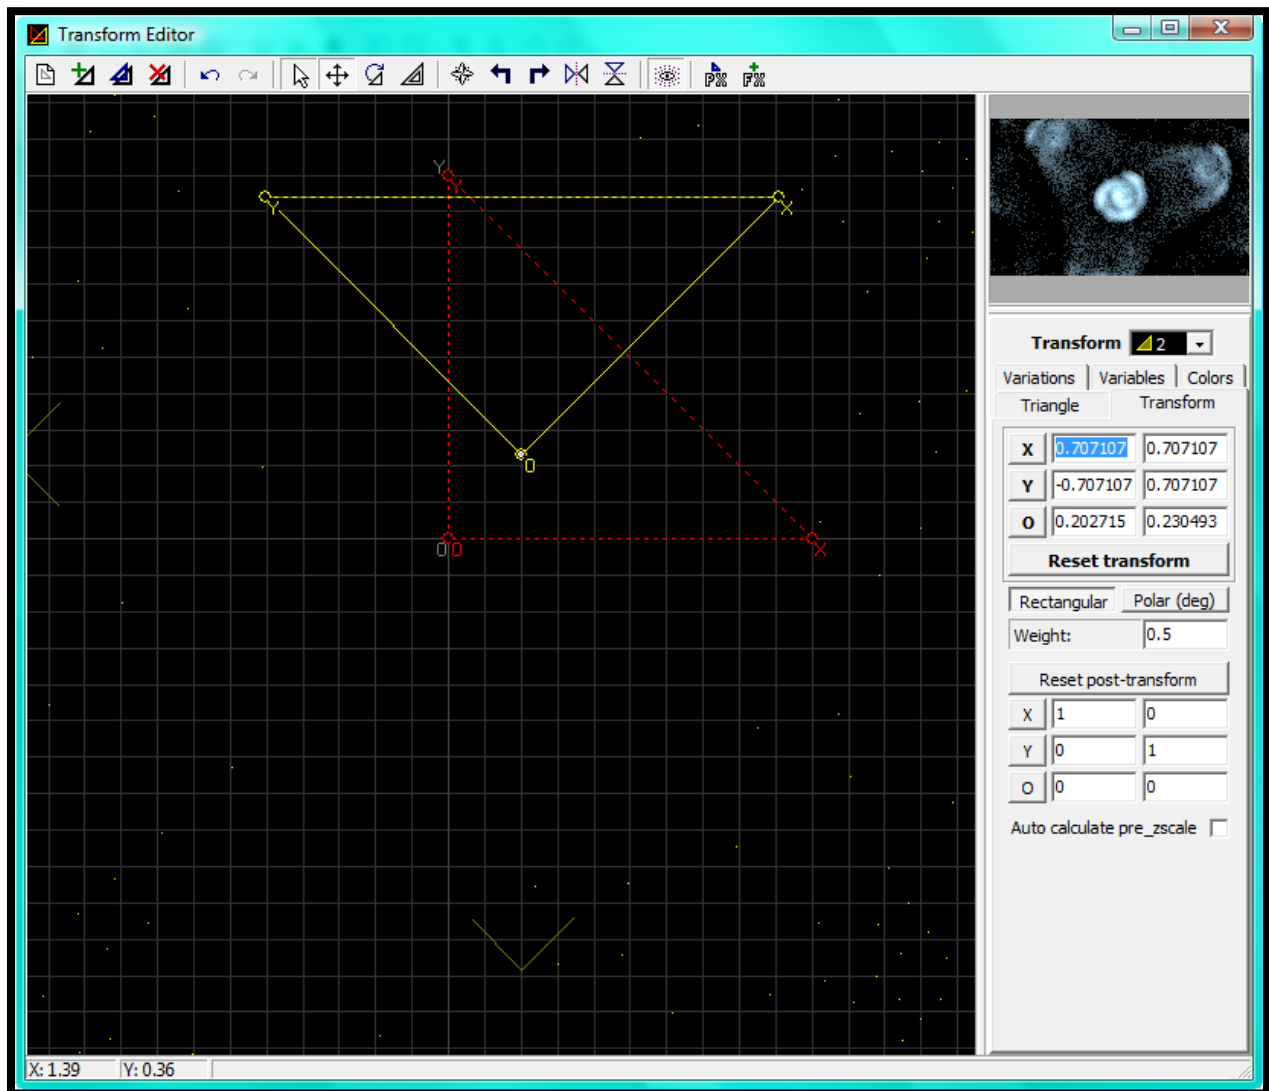 Transform Editor
Y
Y
Y
X
O
O
O
X
Transform 2
Variations Variables Colors
Triangle Transform
X 0.707107 0.707107
Y -0.707107 0.707107
O 0.202715 0.230493
Reset transform
Rectangular Polar (deg)
Weight: 0.5
Reset post-transform
X 1 0
Y 0 1
O 0 0
Auto calculate pre_zscale
X: 1.39 Y: 0.36